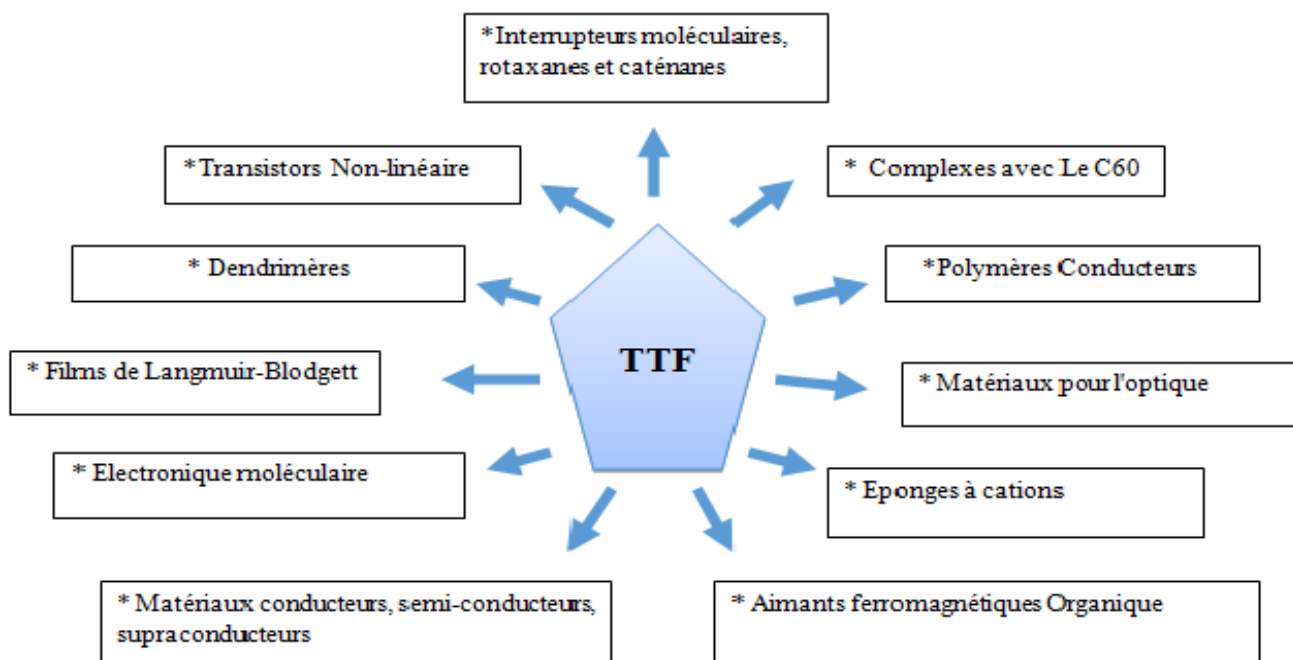 * Interrupteurs moléculaires,
rotaxanes et caténanes
* Transistors Non-linéaire
* Complexes avec Le C60
* Dendrimères
*Polymères Conducteurs
TTF
* Films de Langmuir-Blodgett
* Matériaux pour l'optique
* Electronique moléculaire
* Eponges à cations
* Matériaux conducteurs, semi-conducteurs,
supraconducteurs
* Aimants ferromagnétiques Organique